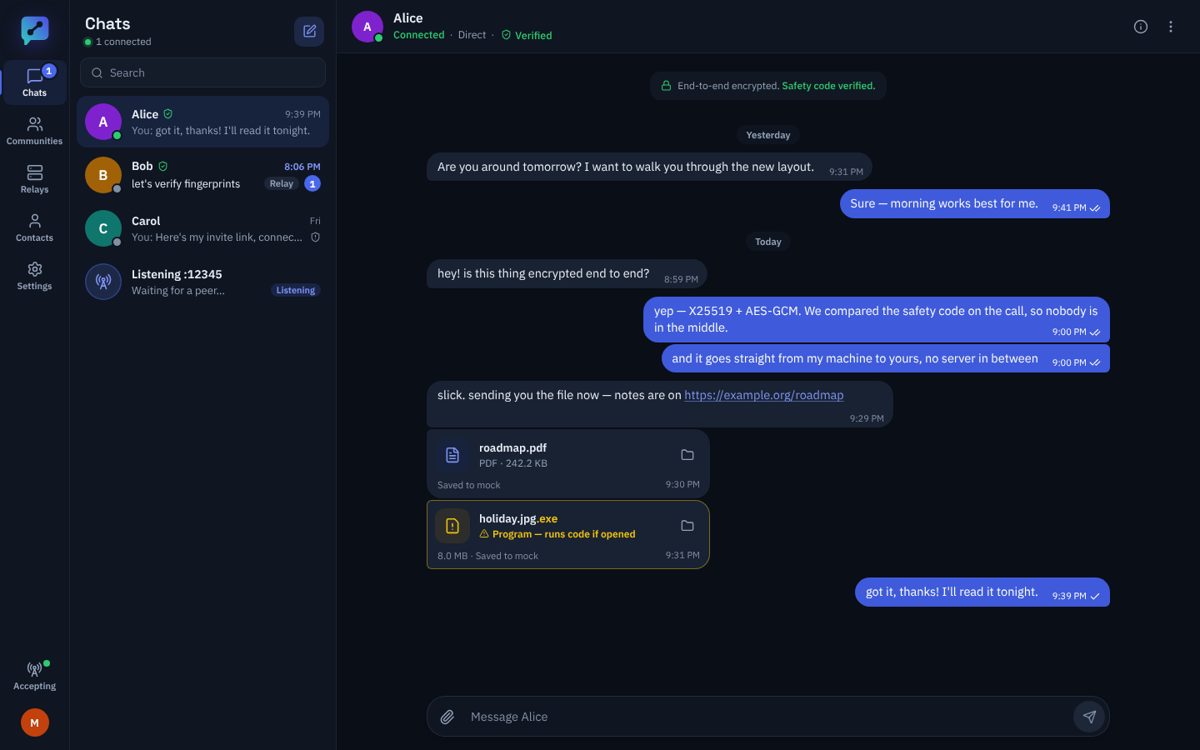 1
Chats
Communities
Relays
Contacts
Settings
Accepting
M
Chats
1 connected
Search
A
Alice
9:39 PM
You: got it, thanks! I'll read it tonight.
B
Bob
8:06 PM
let's verify fingerprints
Relay
1
C
Carol
Fri
You: Here's my invite link, connec...
Listening :12345
Waiting for a peer...
Listening
A
Alice
Connected · Direct · Verified
End-to-end encrypted. Safety code verified.
Yesterday
Are you around tomorrow? I want to walk you through the new layout.
9:31 PM
Sure — morning works best for me.
9:41 PM
Today
hey! is this thing encrypted end to end?
8:59 PM
yep — X25519 + AES-GCM. We compared the safety code on the call, so nobody is
in the middle.
9:00 PM
and it goes straight from my machine to yours, no server in between
9:00 PM
slick. sending you the file now — notes are on https://example.org/roadmap
9:29 PM
roadmap.pdf
PDF · 242.2 KB
Saved to mock
9:30 PM
holiday.jpg.exe
Program — runs code if opened
8.0 MB · Saved to mock
9:31 PM
got it, thanks! I'll read it tonight.
9:39 PM
Message Alice